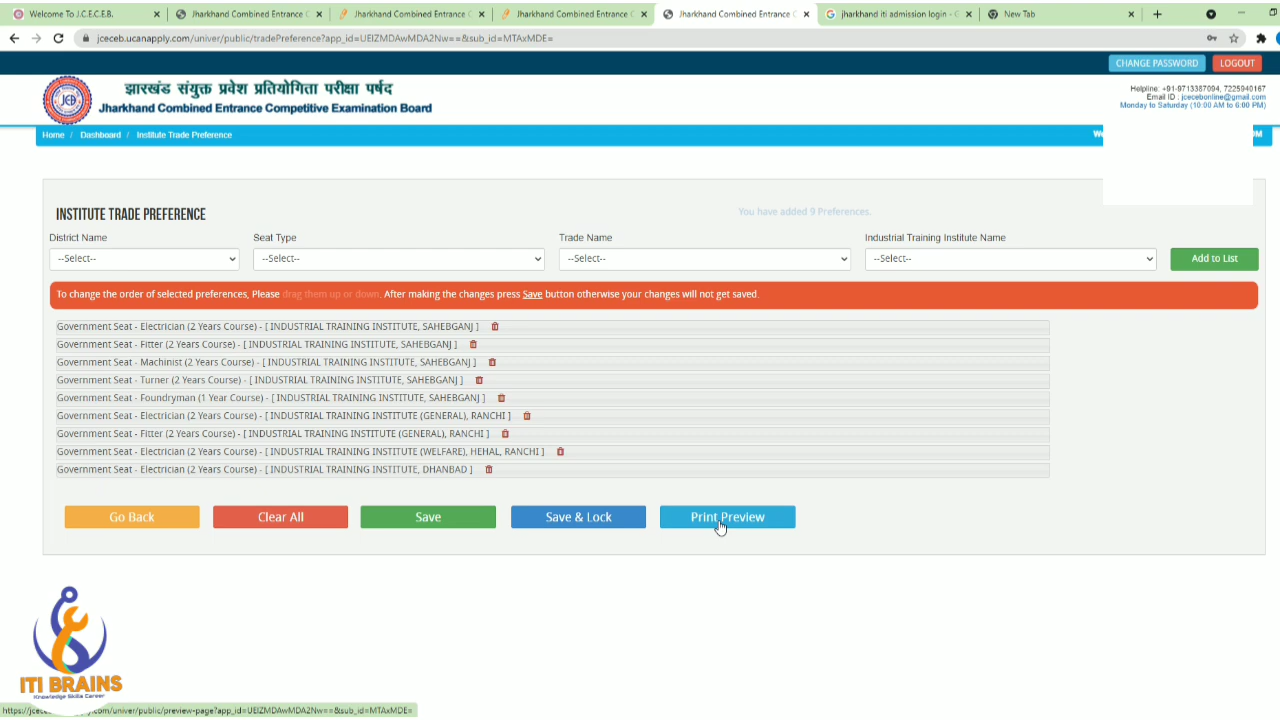 Welcome To J.C.E.C.E.B.
Jharkhand Combined Entrance C
Jharkhand Combined Entrance C
Jharkhand Combined Entrance C
Jharkhand Combined Entrance C
jharkhand iti admission login - G
New Tab
jceceb.ucanapply.com/univer/public/tradePreference?app_id=UEIZMDAwMDA2Nw==&sub_id=MTAxMDE=
CHANGE PASSWORD
LOGOUT
झारखंड संयुक्त प्रवेश प्रतियोगिता परीक्षा पर्षद
Jharkhand Combined Entrance Competitive Examination Board
Helpline: +91-9713387094, 7225940167
Email ID : jcecebonline@gmail.com
Monday to Saturday (10:00 AM to 6:00 PM)
Home / Dashboard / Institute Trade Preference
INSTITUTE TRADE PREFERENCE
You have added 9 Preferences.
District Name Seat Type Trade Name Industrial Training Institute Name
--Select-- --Select-- --Select-- --Select-- Add to List
To change the order of selected preferences, Please drag them up or down. After making the changes press Save button otherwise your changes will not get saved.
Government Seat - Electrician (2 Years Course) - [ INDUSTRIAL TRAINING INSTITUTE, SAHEBGANJ ]
Government Seat - Fitter (2 Years Course) - [ INDUSTRIAL TRAINING INSTITUTE, SAHEBGANJ ]
Government Seat - Machinist (2 Years Course) - [ INDUSTRIAL TRAINING INSTITUTE, SAHEBGANJ ]
Government Seat - Turner (2 Years Course) - [ INDUSTRIAL TRAINING INSTITUTE, SAHEBGANJ ]
Government Seat - Foundryman (1 Year Course) - [ INDUSTRIAL TRAINING INSTITUTE, SAHEBGANJ ]
Government Seat - Electrician (2 Years Course) - [ INDUSTRIAL TRAINING INSTITUTE (GENERAL), RANCHI ]
Government Seat - Fitter (2 Years Course) - [ INDUSTRIAL TRAINING INSTITUTE (GENERAL), RANCHI ]
Government Seat - Electrician (2 Years Course) - [ INDUSTRIAL TRAINING INSTITUTE (WELFARE), HEHAL, RANCHI ]
Government Seat - Electrician (2 Years Course) - [ INDUSTRIAL TRAINING INSTITUTE, DHANBAD ]
Go Back Clear All Save Save & Lock Print Preview
ITI BRAINS
Knowledge Skills Career
.com/univer/public/preview-page?app_id=UEIZMDAwMDA2Nw==&sub_id=MTAxMDE=